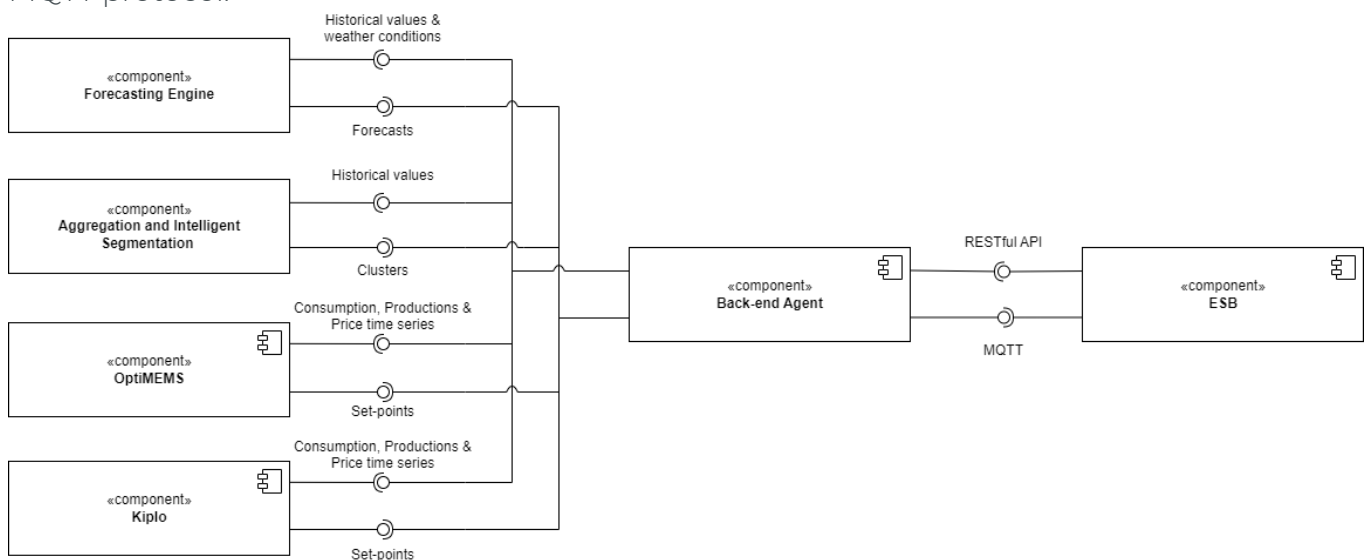 MQTT protocol.
Historical values &
weather conditions
«component»
Forecasting Engine
Forecasts
Historical values
«component»
Aggregation and Intelligent
Segmentation
Clusters
RESTful API
«component»
Back-end Agent
«component»
ESB
MQTT
Consumption, Productions &
Price time series
«component»
OptiMEMS
Set-points
Consumption, Productions &
Price time series
«component»
Kiplo
Set-points